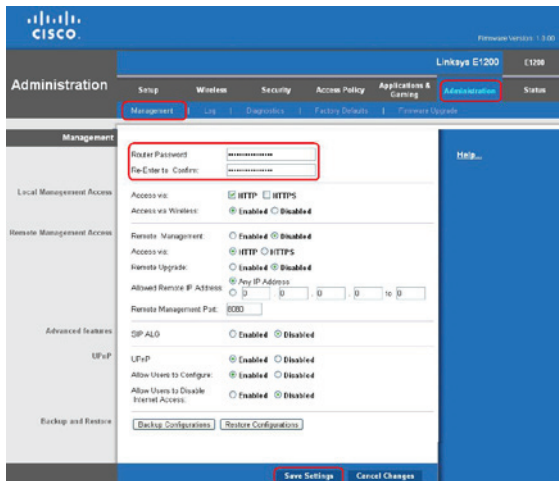 CISCO
Firmware Version: 1.0.00
Linksys E1200 E1200
Administration
Setup Wireless Security Access Policy Applications & Gaming Administration Status
Management | Log | Diagnostics | Factory Defaults | Firmware Upgrade
Management
Router Password
Re-Enter to Confirm:
Help...
Local Management Access
Access via: HTTP HTTPS
Access via Wireless: Enabled Disabled
Remote Management Access
Remote Management: Enabled Disabled
Access via: HTTP HTTPS
Remote Upgrade: Enabled Disabled
Allowed Remote IP Address: Any IP Address
0 . 0 . 0 . 0 to 0
Remote Management Port: 8080
Advanced features
SIP ALG Enabled Disabled
UPnP
UPnP Enabled Disabled
Allow Users to Configure: Enabled Disabled
Allow Users to Disable Internet Access: Enabled Disabled
Backup and Restore
Backup Configurations Restore Configurations
Save Settings Cancel Changes